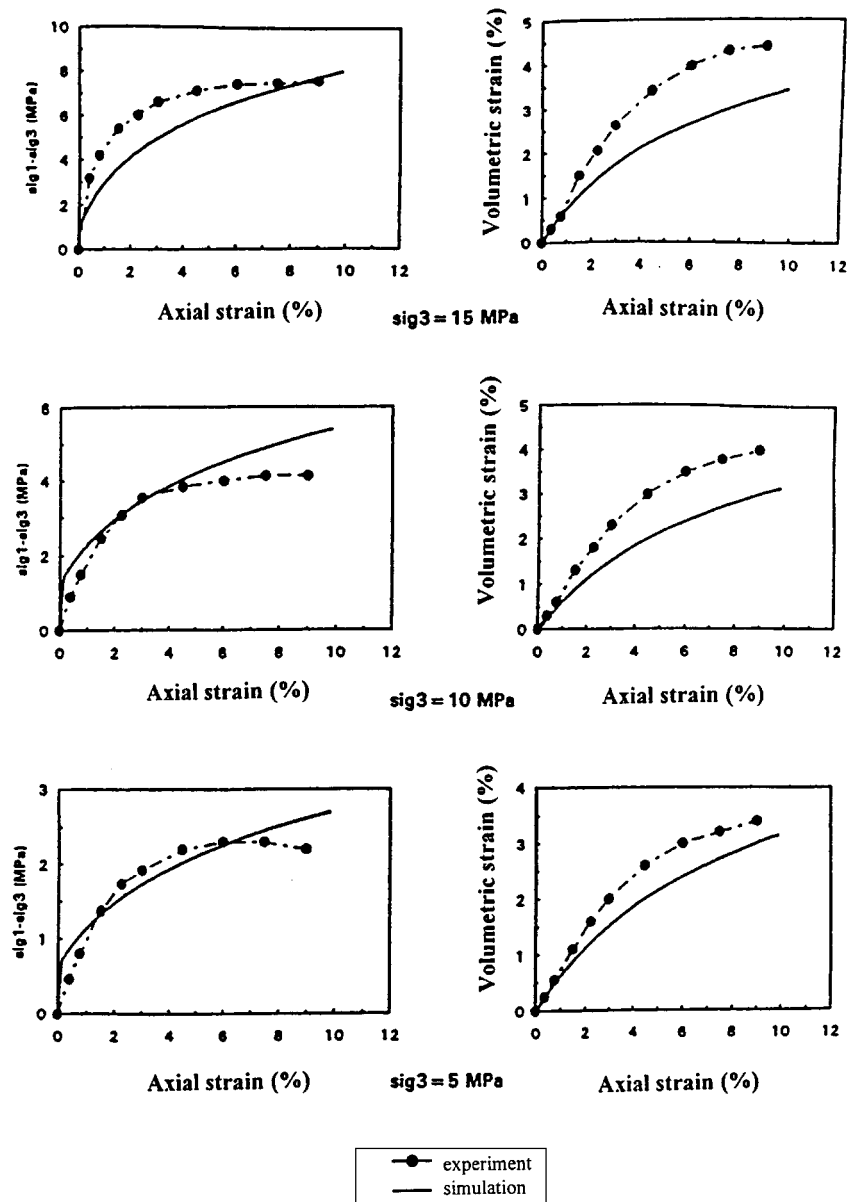 sig1-sig3 (MPa)
10
8
6
4
2
0
0 2 4 6 8 10 12
Axial strain (%)
Volumetric strain (%)
5
4
3
2
1
0
0 2 4 6 8 10 12
Axial strain (%)
sig3 = 15 MPa
sig1-sig3 (MPa)
6
4
2
0
0 2 4 6 8 10 12
Axial strain (%)
Volumetric strain (%)
5
4
3
2
1
0
0 2 4 6 8 10 12
Axial strain (%)
sig3 = 10 MPa
sig1-sig3 (MPa)
3
2
1
0
0 2 4 6 8 10 12
Axial strain (%)
Volumetric strain (%)
4
3
2
1
0
0 2 4 6 8 10 12
Axial strain (%)
sig3 = 5 MPa
experiment
simulation